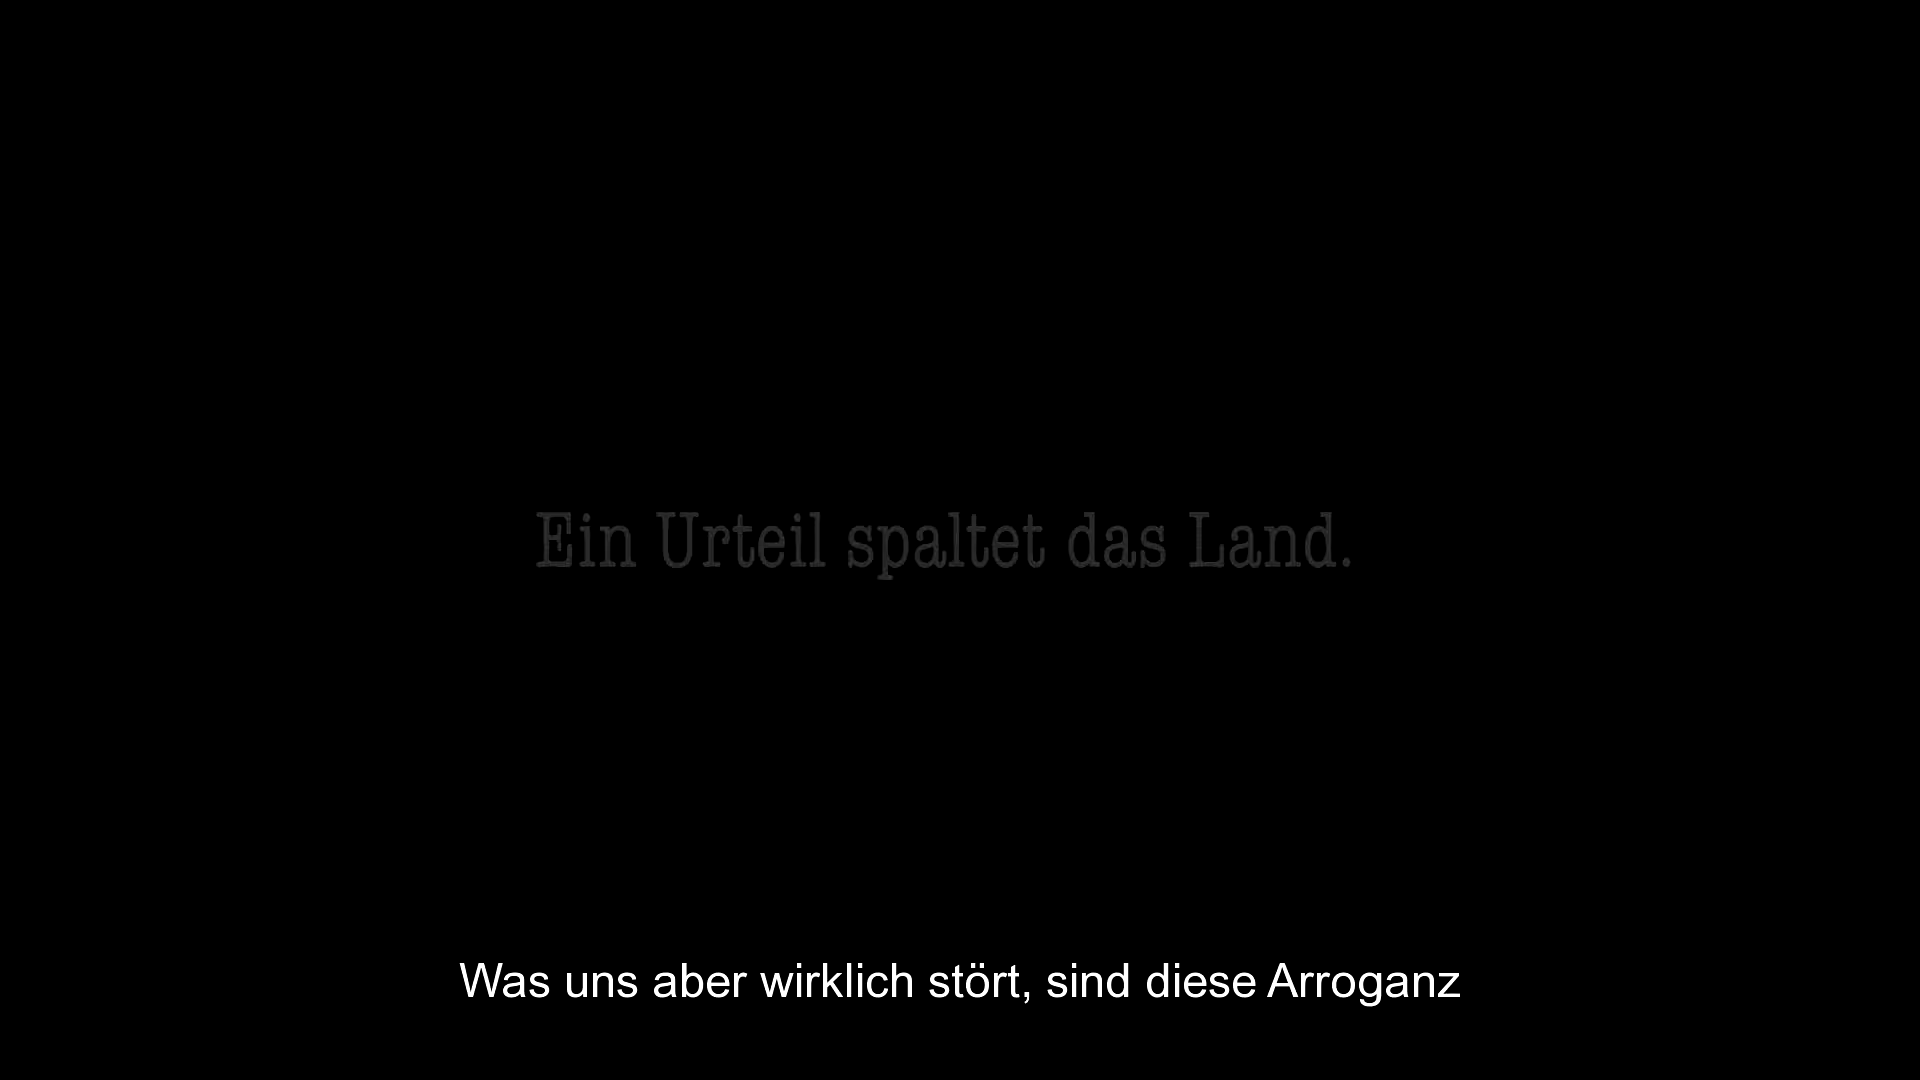 Ein Urteil spaltet das Land.
Was uns aber wirklich stört, sind diese Arroganz